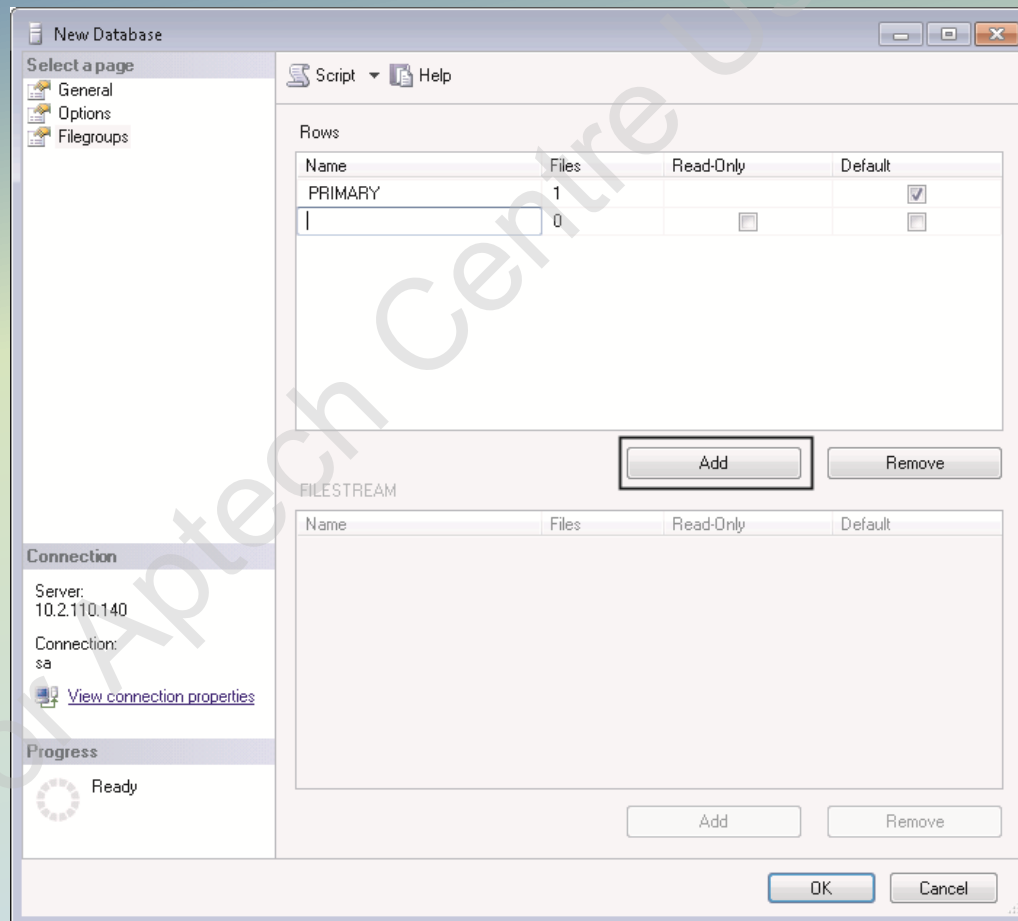 New Database
Select a page
General
Options
Filegroups
Script Help
Rows
Name Files Read-Only Default
PRIMARY 1
0
Add Remove
FILESTREAM
Name Files Read-Only Default
Connection
Server:
10.2.110.140
Connection:
sa
View connection properties
Progress
Ready
Add Remove
OK Cancel
Aptech Centre